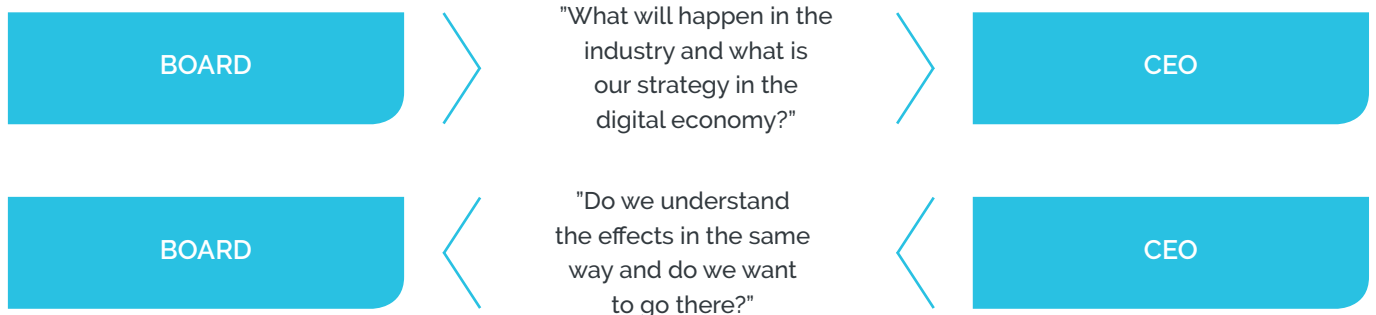 BOARD
”What will happen in the
industry and what is
our strategy in the
digital economy?”
CEO
BOARD
”Do we understand
the effects in the same
way and do we want
to go there?”
CEO